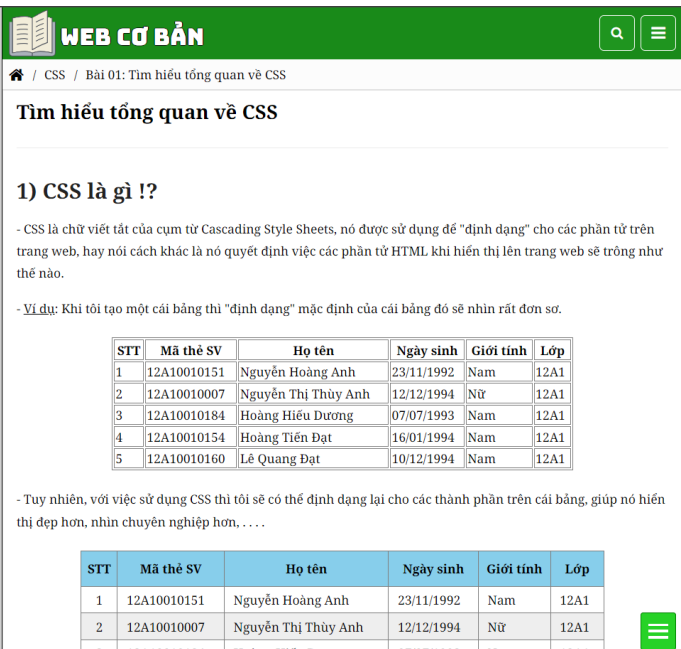 WEB CƠ BẢN
/ CSS / Bài 01: Tìm hiểu tổng quan về CSS
Tìm hiểu tổng quan về CSS
1) CSS là gì !?
- CSS là chữ viết tắt của cụm từ Cascading Style Sheets, nó được sử dụng để "định dạng" cho các phần tử trên
trang web, hay nói cách khác là nó quyết định việc các phần tử HTML khi hiển thị lên trang web sẽ trông như
thế nào.
- Ví dụ: Khi tôi tạo một cái bảng thì "định dạng" mặc định của cái bảng đó sẽ nhìn rất đơn sơ.
STT Mã thẻ SV Họ tên Ngày sinh Giới tính Lớp
1 12A10010151 Nguyễn Hoàng Anh 23/11/1992 Nam 12A1
2 12A10010007 Nguyễn Thị Thùy Anh 12/12/1994 Nữ 12A1
3 12A10010184 Hoàng Hiếu Dương 07/07/1993 Nam 12A1
4 12A10010154 Hoàng Tiến Đạt 16/01/1994 Nam 12A1
5 12A10010160 Lê Quang Đạt 10/12/1994 Nam 12A1
- Tuy nhiên, với việc sử dụng CSS thì tôi sẽ có thể định dạng lại cho các thành phần trên cái bảng, giúp nó hiển
thị đẹp hơn, nhìn chuyên nghiệp hơn, . . . .
STT Mã thẻ SV Họ tên Ngày sinh Giới tính Lớp
1 12A10010151 Nguyễn Hoàng Anh 23/11/1992 Nam 12A1
2 12A10010007 Nguyễn Thị Thùy Anh 12/12/1994 Nữ 12A1